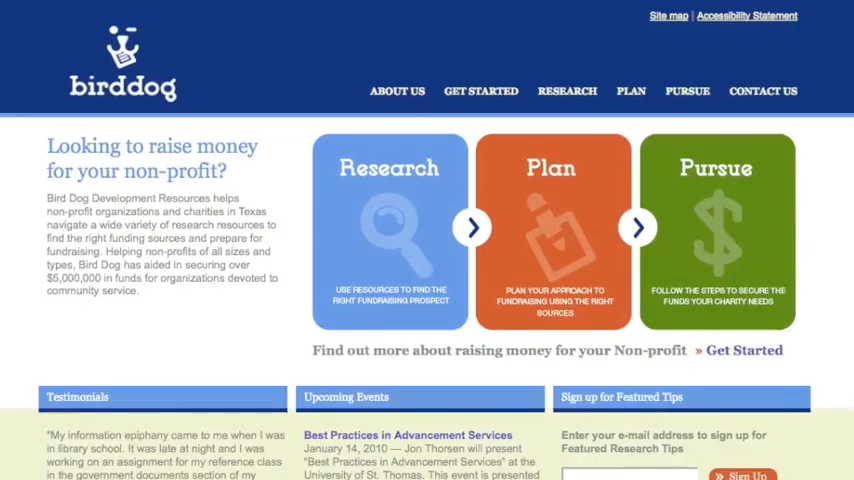 Site map | Accessibility Statement
birddog
ABOUT US GET STARTED RESEARCH PLAN PURSUE CONTACT US
Looking to raise money
for your non-profit?
Bird Dog Development Resources helps
non-profit organizations and charities in Texas
navigate a wide variety of research resources to
find the right funding sources and prepare for
fundraising. Helping non-profits of all sizes and
types, Bird Dog has aided in securing over
$5,000,000 in funds for organizations devoted to
community service.
Research
USE RESOURCES TO FIND THE
RIGHT FUNDRAISING PROSPECT
Plan
PLAN YOUR APPROACH TO
FUNDRAISING USING THE RIGHT
SOURCES
Pursue
$
FOLLOW THE STEPS TO SECURE THE
FUNDS YOUR CHARITY NEEDS
Find out more about raising money for your Non-profit » Get Started
Testimonials
"My information epiphany came to me when I was
in library school. It was late at night and I was
working on an assignment for my reference class
in the government documents section of my
Upcoming Events
Best Practices in Advancement Services
January 14, 2010 — Jon Thorsen will present
"Best Practices in Advancement Services" at the
University of St. Thomas. This event is presented
Sign up for Featured Tips
Enter your e-mail address to sign up for
Featured Research Tips
» Sign Up